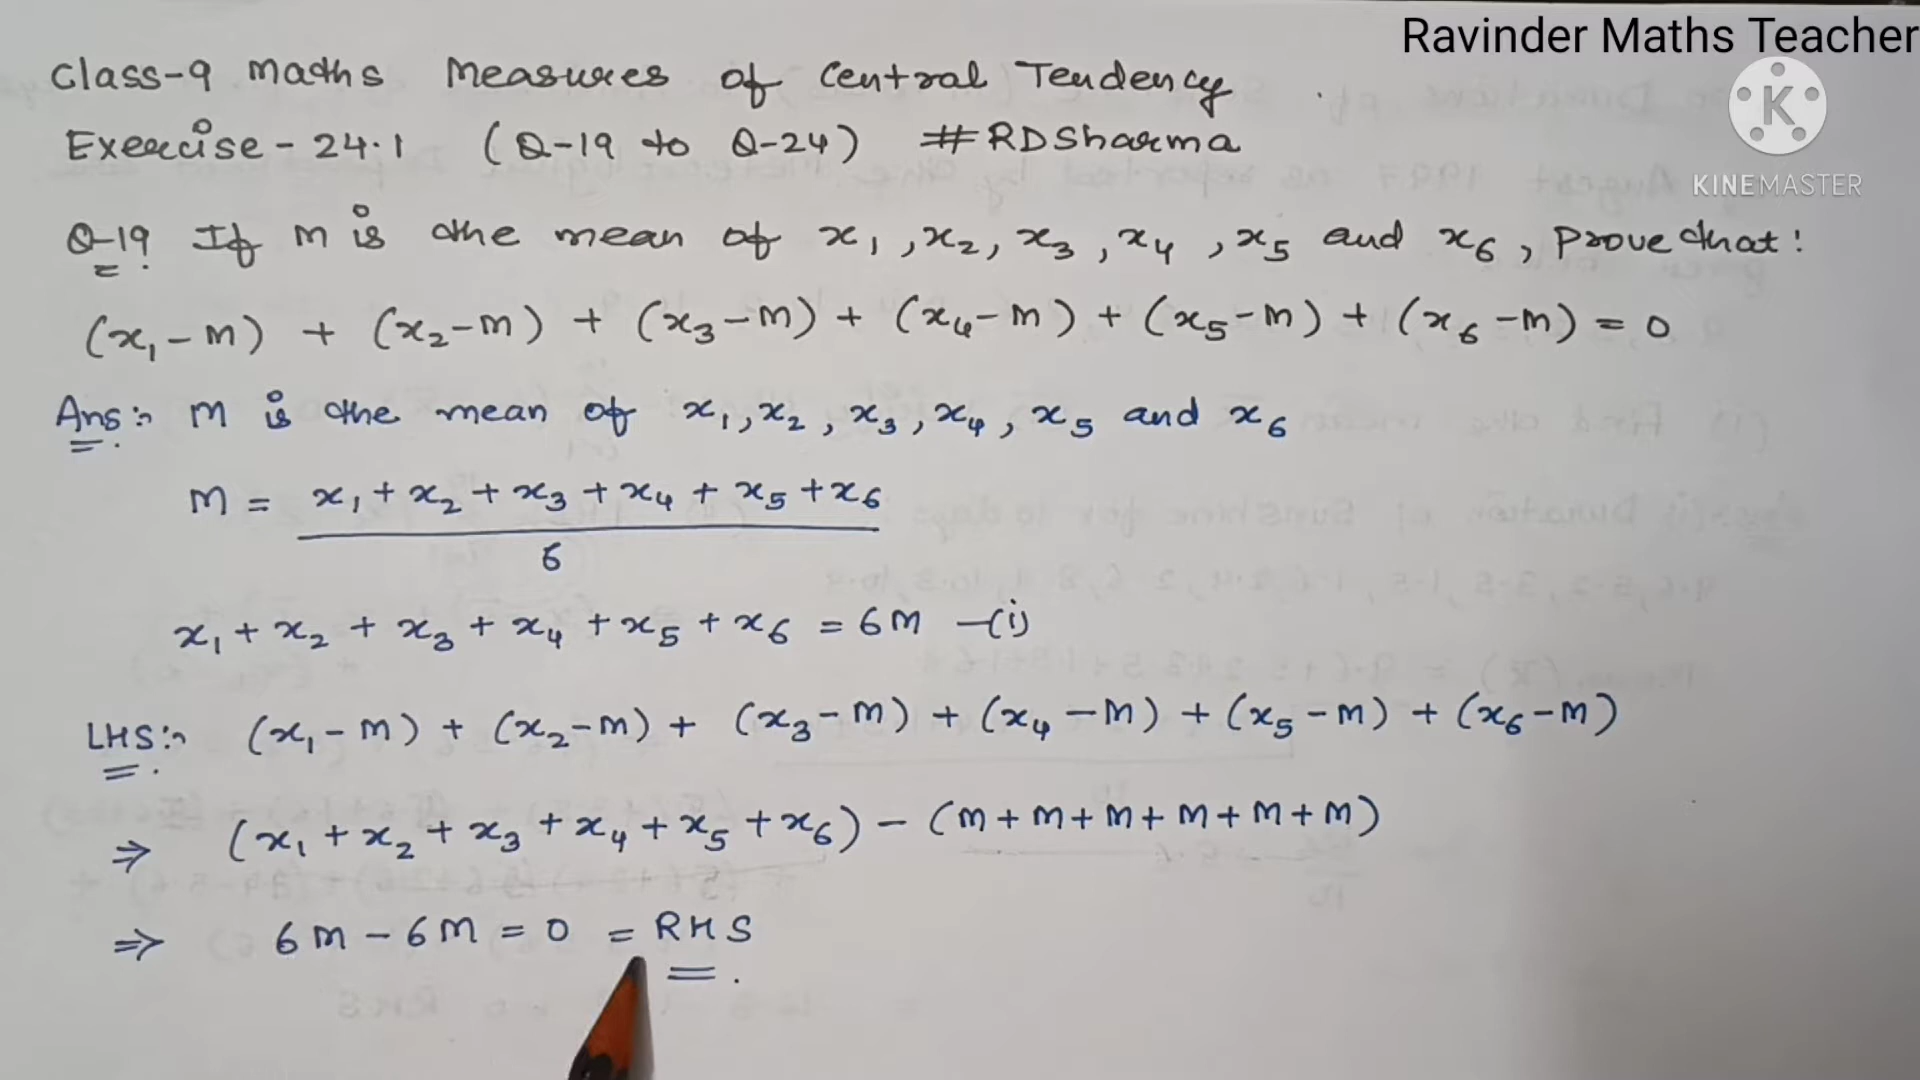 Ravinder Maths Teacher
Class-9 Maths Measures of Central Tendency
K
Exercise - 24.1 (Q-19 to Q-24) #RDSharma
KINEMASTER
Q-19 If M is the mean of x₁, x₂, x₃, x₄, x₅ and x₆, Prove that:
(x₁ - M) + (x₂ - M) + (x₃ - M) + (x₄ - M) + (x₅ - M) + (x₆ - M) = 0
Ans:- M is the mean of x₁, x₂, x₃, x₄, x₅ and x₆
M = x₁ + x₂ + x₃ + x₄ + x₅ + x₆
6
x₁ + x₂ + x₃ + x₄ + x₅ + x₆ = 6M -(i)
LHS:- (x₁ - M) + (x₂ - M) + (x₃ - M) + (x₄ - M) + (x₅ - M) + (x₆ - M)
⇒ (x₁ + x₂ + x₃ + x₄ + x₅ + x₆) - (M + M + M + M + M + M)
⇒ 6M - 6M = 0 = RHS